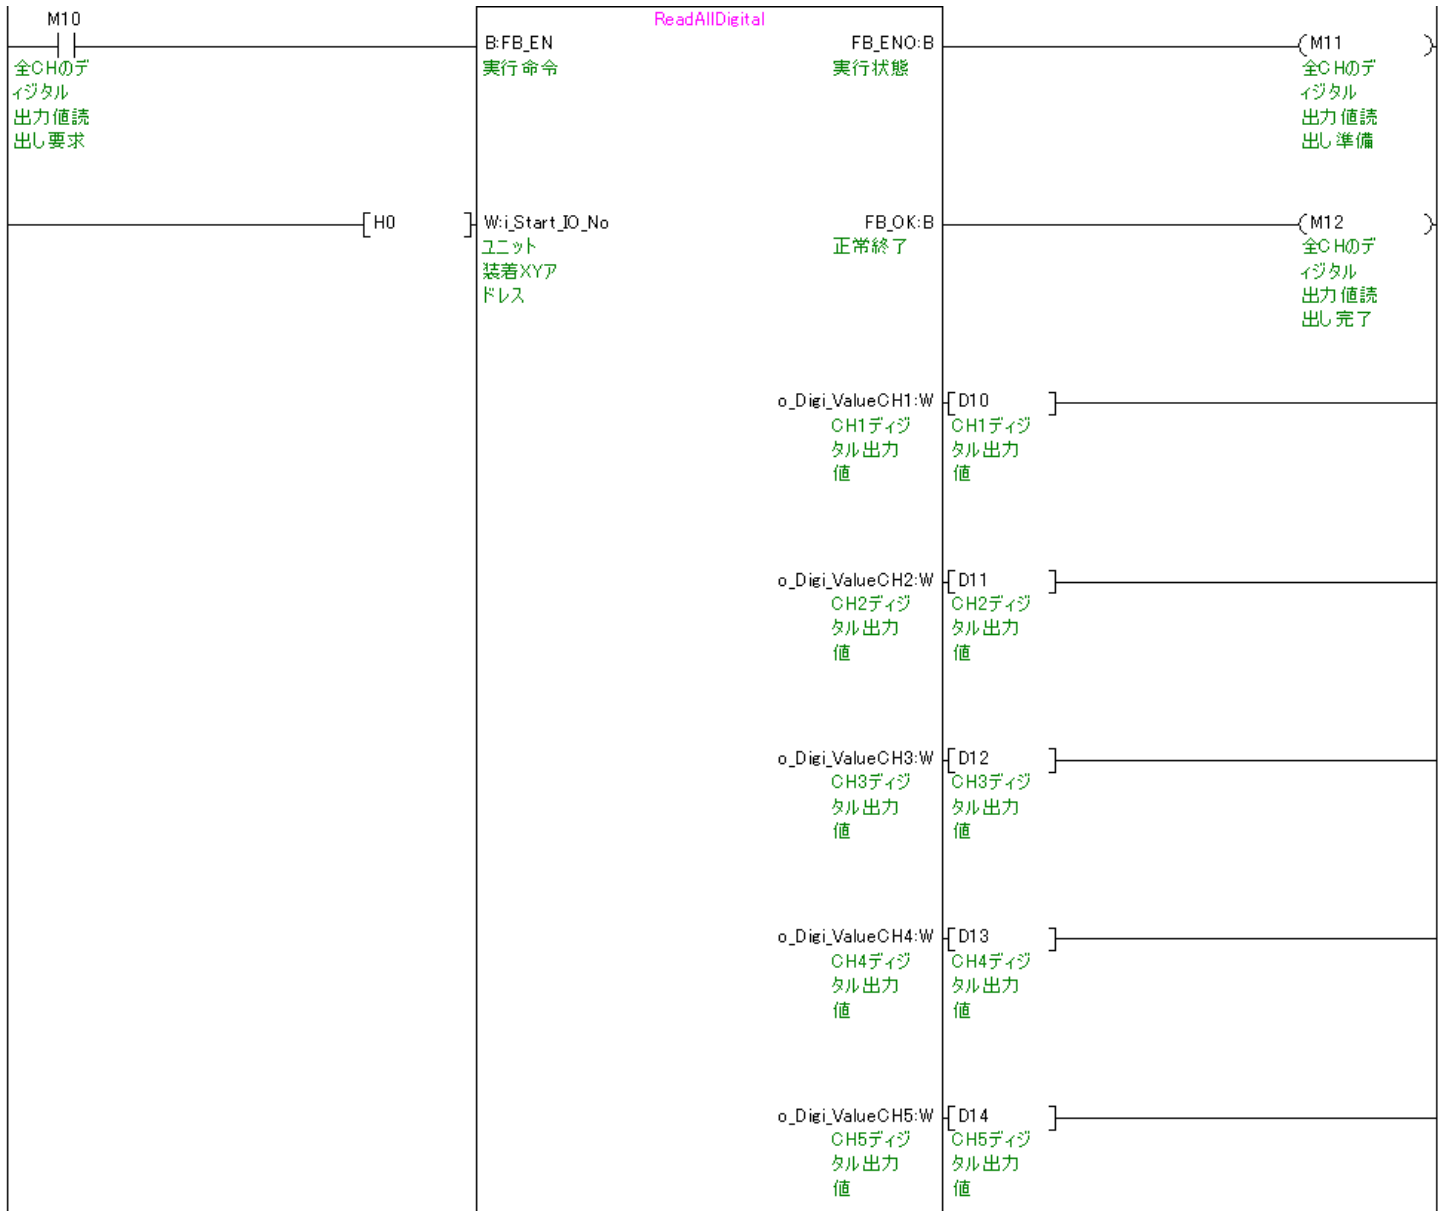 ReadAllDigital
M10
B:FB_EN
FB_ENO:B
M11
全CHのデ
ィジタル
出力値読
出し要求
実行命令
実行状態
全CHのデ
ィジタル
出力値読
出し準備
H0
W:i_Start_IO_No
FB_OK:B
M12
ユニット
装着XYア
ドレス
正常終了
全CHのデ
ィジタル
出力値読
出し完了
o_Digi_ValueCH1:W
D10
CH1ディジ
タル出力
値
CH1ディジ
タル出力
値
o_Digi_ValueCH2:W
D11
CH2ディジ
タル出力
値
CH2ディジ
タル出力
値
o_Digi_ValueCH3:W
D12
CH3ディジ
タル出力
値
CH3ディジ
タル出力
値
o_Digi_ValueCH4:W
D13
CH4ディジ
タル出力
値
CH4ディジ
タル出力
値
o_Digi_ValueCH5:W
D14
CH5ディジ
タル出力
値
CH5ディジ
タル出力
値